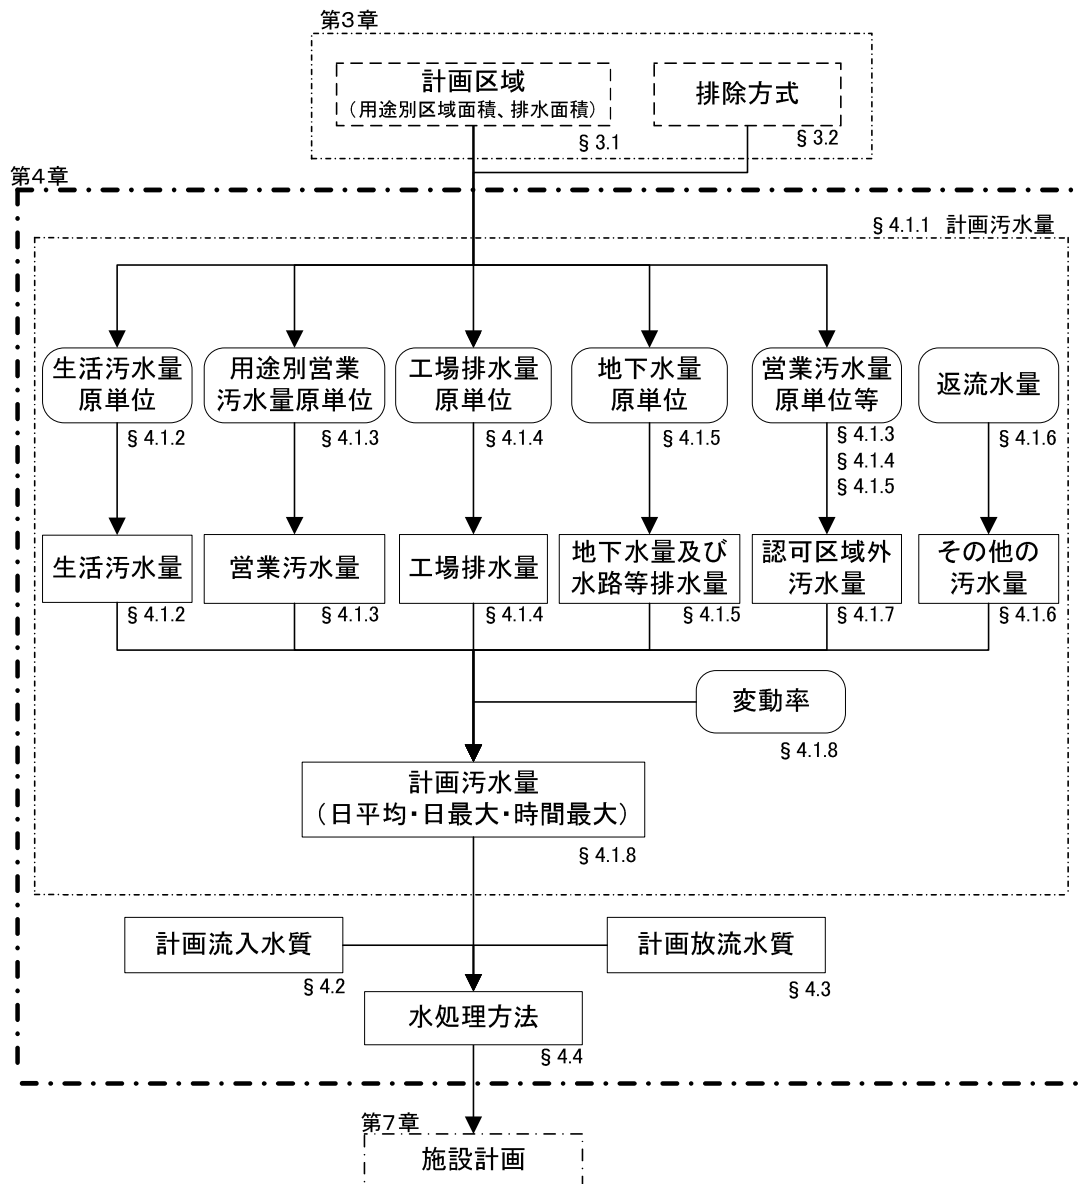 第3章
計画区域
（用途別区域面積、排水面積）
§3.1
排除方式
§3.2
第4章
§4.1.1 計画汚水量
生活汚水量
原単位
§4.1.2
用途別営業
汚水量原単位
§4.1.3
工場排水量
原単位
§4.1.4
地下水量
原単位
§4.1.5
営業汚水量
原単位等
§4.1.3
§4.1.4
§4.1.5
返流水量
§4.1.6
生活汚水量
§4.1.2
営業汚水量
§4.1.3
工場排水量
§4.1.4
地下水量及び
水路等排水量
§4.1.5
認可区域外
汚水量
§4.1.7
その他の
汚水量
§4.1.6
変動率
§4.1.8
計画汚水量
（日平均・日最大・時間最大）
§4.1.8
計画流入水質
§4.2
計画放流水質
§4.3
水処理方法
§4.4
第7章
施設計画